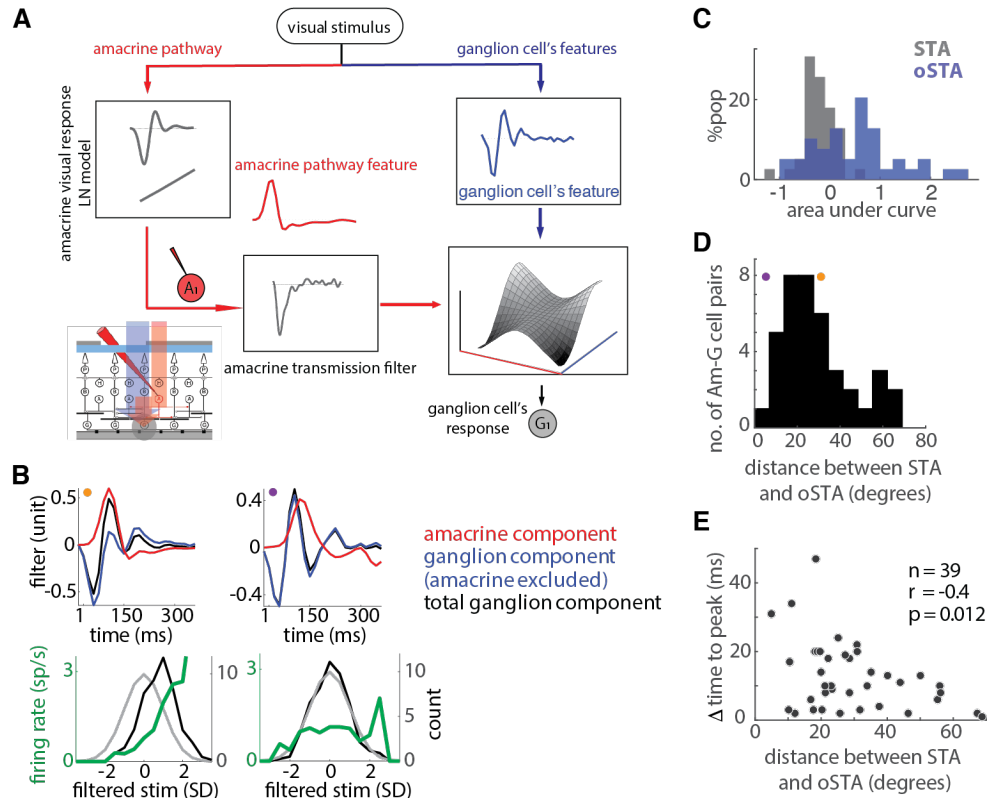 A
visual stimulus
amacrine pathway
ganglion cell's features
amacrine visual response
LN model
amacrine pathway feature
ganglion cell's feature
A1
amacrine transmission filter
ganglion cell's
response
G1
B
filter (unit)
0.5
0
-0.5
1 150 300
time (ms)
0.4
0
-0.4
1 150 300
time (ms)
amacrine component
ganglion component
(amacrine excluded)
total ganglion component
firing rate (sp/s)
3
0
10
0
-2 0 2
filtered stim (SD)
3
0
10
0
count
-2 0 2
filtered stim (SD)
C
STA
oSTA
%pop
20
0
-1 0 1 2
area under curve
D
no. of Am-G cell pairs
8
4
0
0 20 40 60 80
distance between STA
and oSTA (degrees)
E
Δ time to peak (ms)
40
20
0
n = 39
r = -0.4
p = 0.012
0 20 40 60
distance between STA
and oSTA (degrees)